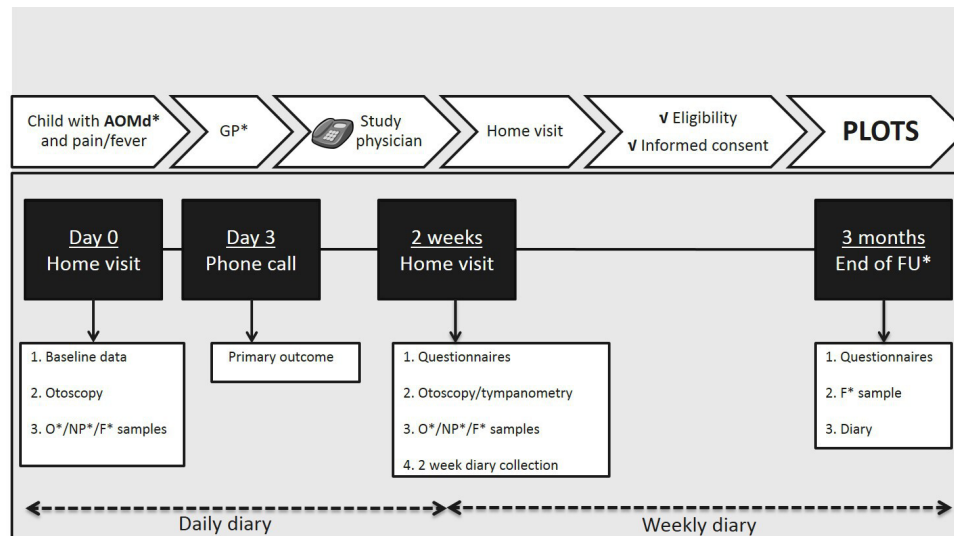 Child with AOMd*
and pain/fever
GP*
Study
physician
Home visit
√ Eligibility
√ Informed consent
PLOTS
Day 0
Home visit
Day 3
Phone call
2 weeks
Home visit
3 months
End of FU*
1. Baseline data
2. Otoscopy
3. O*/NP*/F* samples
Primary outcome
1. Questionnaires
2. Otoscopy/tympanometry
3. O*/NP*/F* samples
4. 2 week diary collection
1. Questionnaires
2. F* sample
3. Diary
Daily diary
Weekly diary